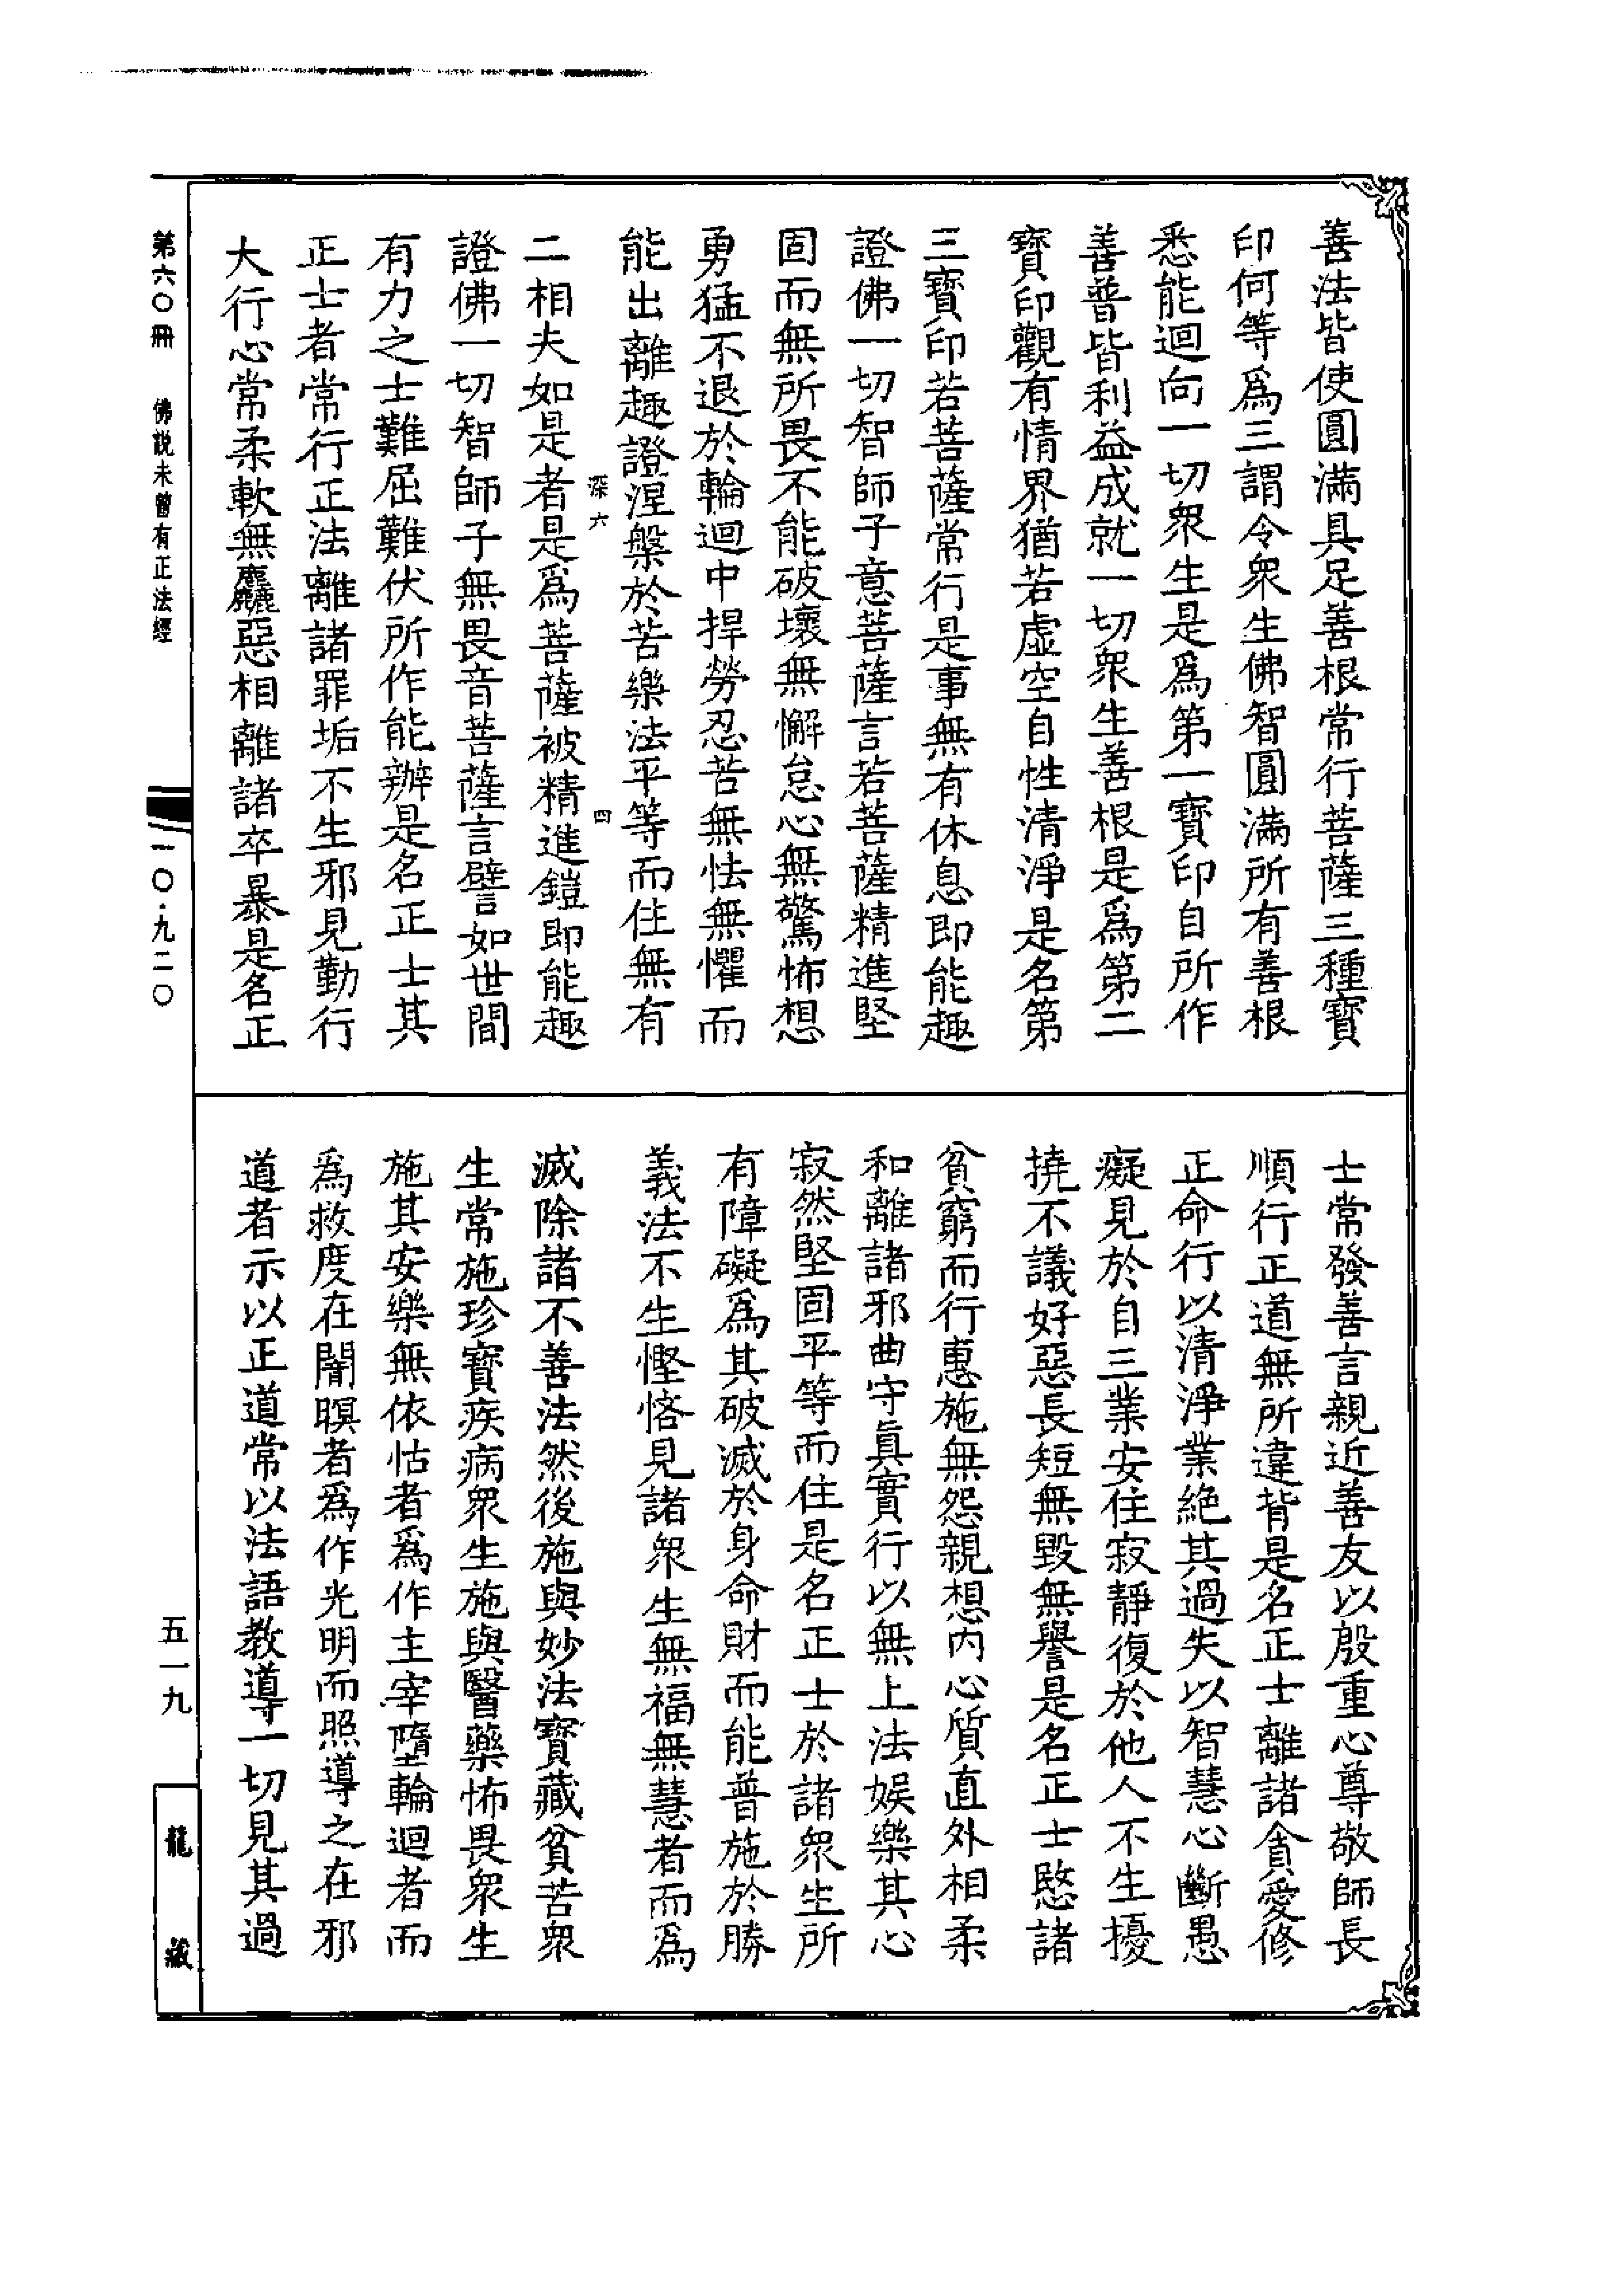 善法皆使圓滿具足善根常行菩薩三種寶
印何等爲三謂令衆生佛智圓滿所有善根
悉能迴向一切衆生是爲第一寶印自所作
善普皆利益成就一切衆生善根是爲第二
寶印觀有情界猶若虛空自性清淨是名第
三寶印若菩薩常行是事無有休息即能趣
證佛一切智師子意菩薩言若菩薩精進堅
固而無所畏不能破壞無懈怠心無驚怖想
勇猛不退於輪迴中捍勞忍苦無怯無懼而
能出離趣證涅槃於苦樂法平等而住無有
深六 四
二相夫如是者是爲菩薩被精進鎧即能趣
證佛一切智師子無畏音菩薩言譬如世間
有力之士難屈難伏所作能辦是名正士其
正士者常行正法離諸罪垢不生邪見勤行
大行心常柔軟無麤惡相離諸卒暴是名正
士常發善言親近善友以殷重心尊敬師長
順行正道無所違背是名正士離諸貪愛修
正命行以清淨業絶其過失以智慧心斷愚
癡見於自三業安住寂靜復於他人不生擾
撓不議好惡長短無毀無譽是名正士愍諸
貧窮而行惠施無怨親想內心質直外相柔
和離諸邪曲守眞實行以無上法娛樂其心
寂然堅固平等而住是名正士於諸衆生所
有障礙爲其破滅於身命財而能普施於勝
義法不生慳悋見諸衆生無福無慧者而爲
滅除諸不善法然後施與妙法寶藏貧苦衆
生常施珍寶疾病衆生施與醫藥怖畏衆生
施其安樂無依怙者爲作主宰墮輪迴者而
爲救度在闇暝者爲作光明而照導之在邪
道者示以正道常以法語教導一切見其過
第六〇冊 佛説未曾有正法經
一〇·九二〇
五一九
龍藏